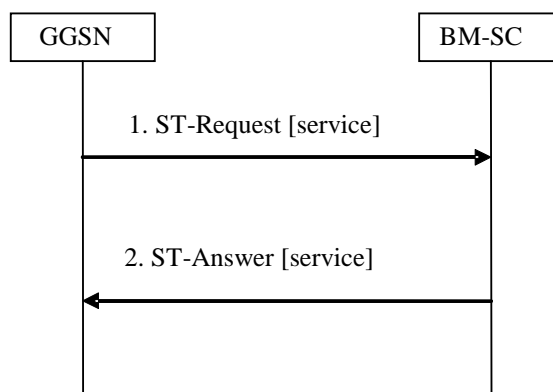 GGSN
BM-SC
1. ST-Request [service]
2. ST-Answer [service]